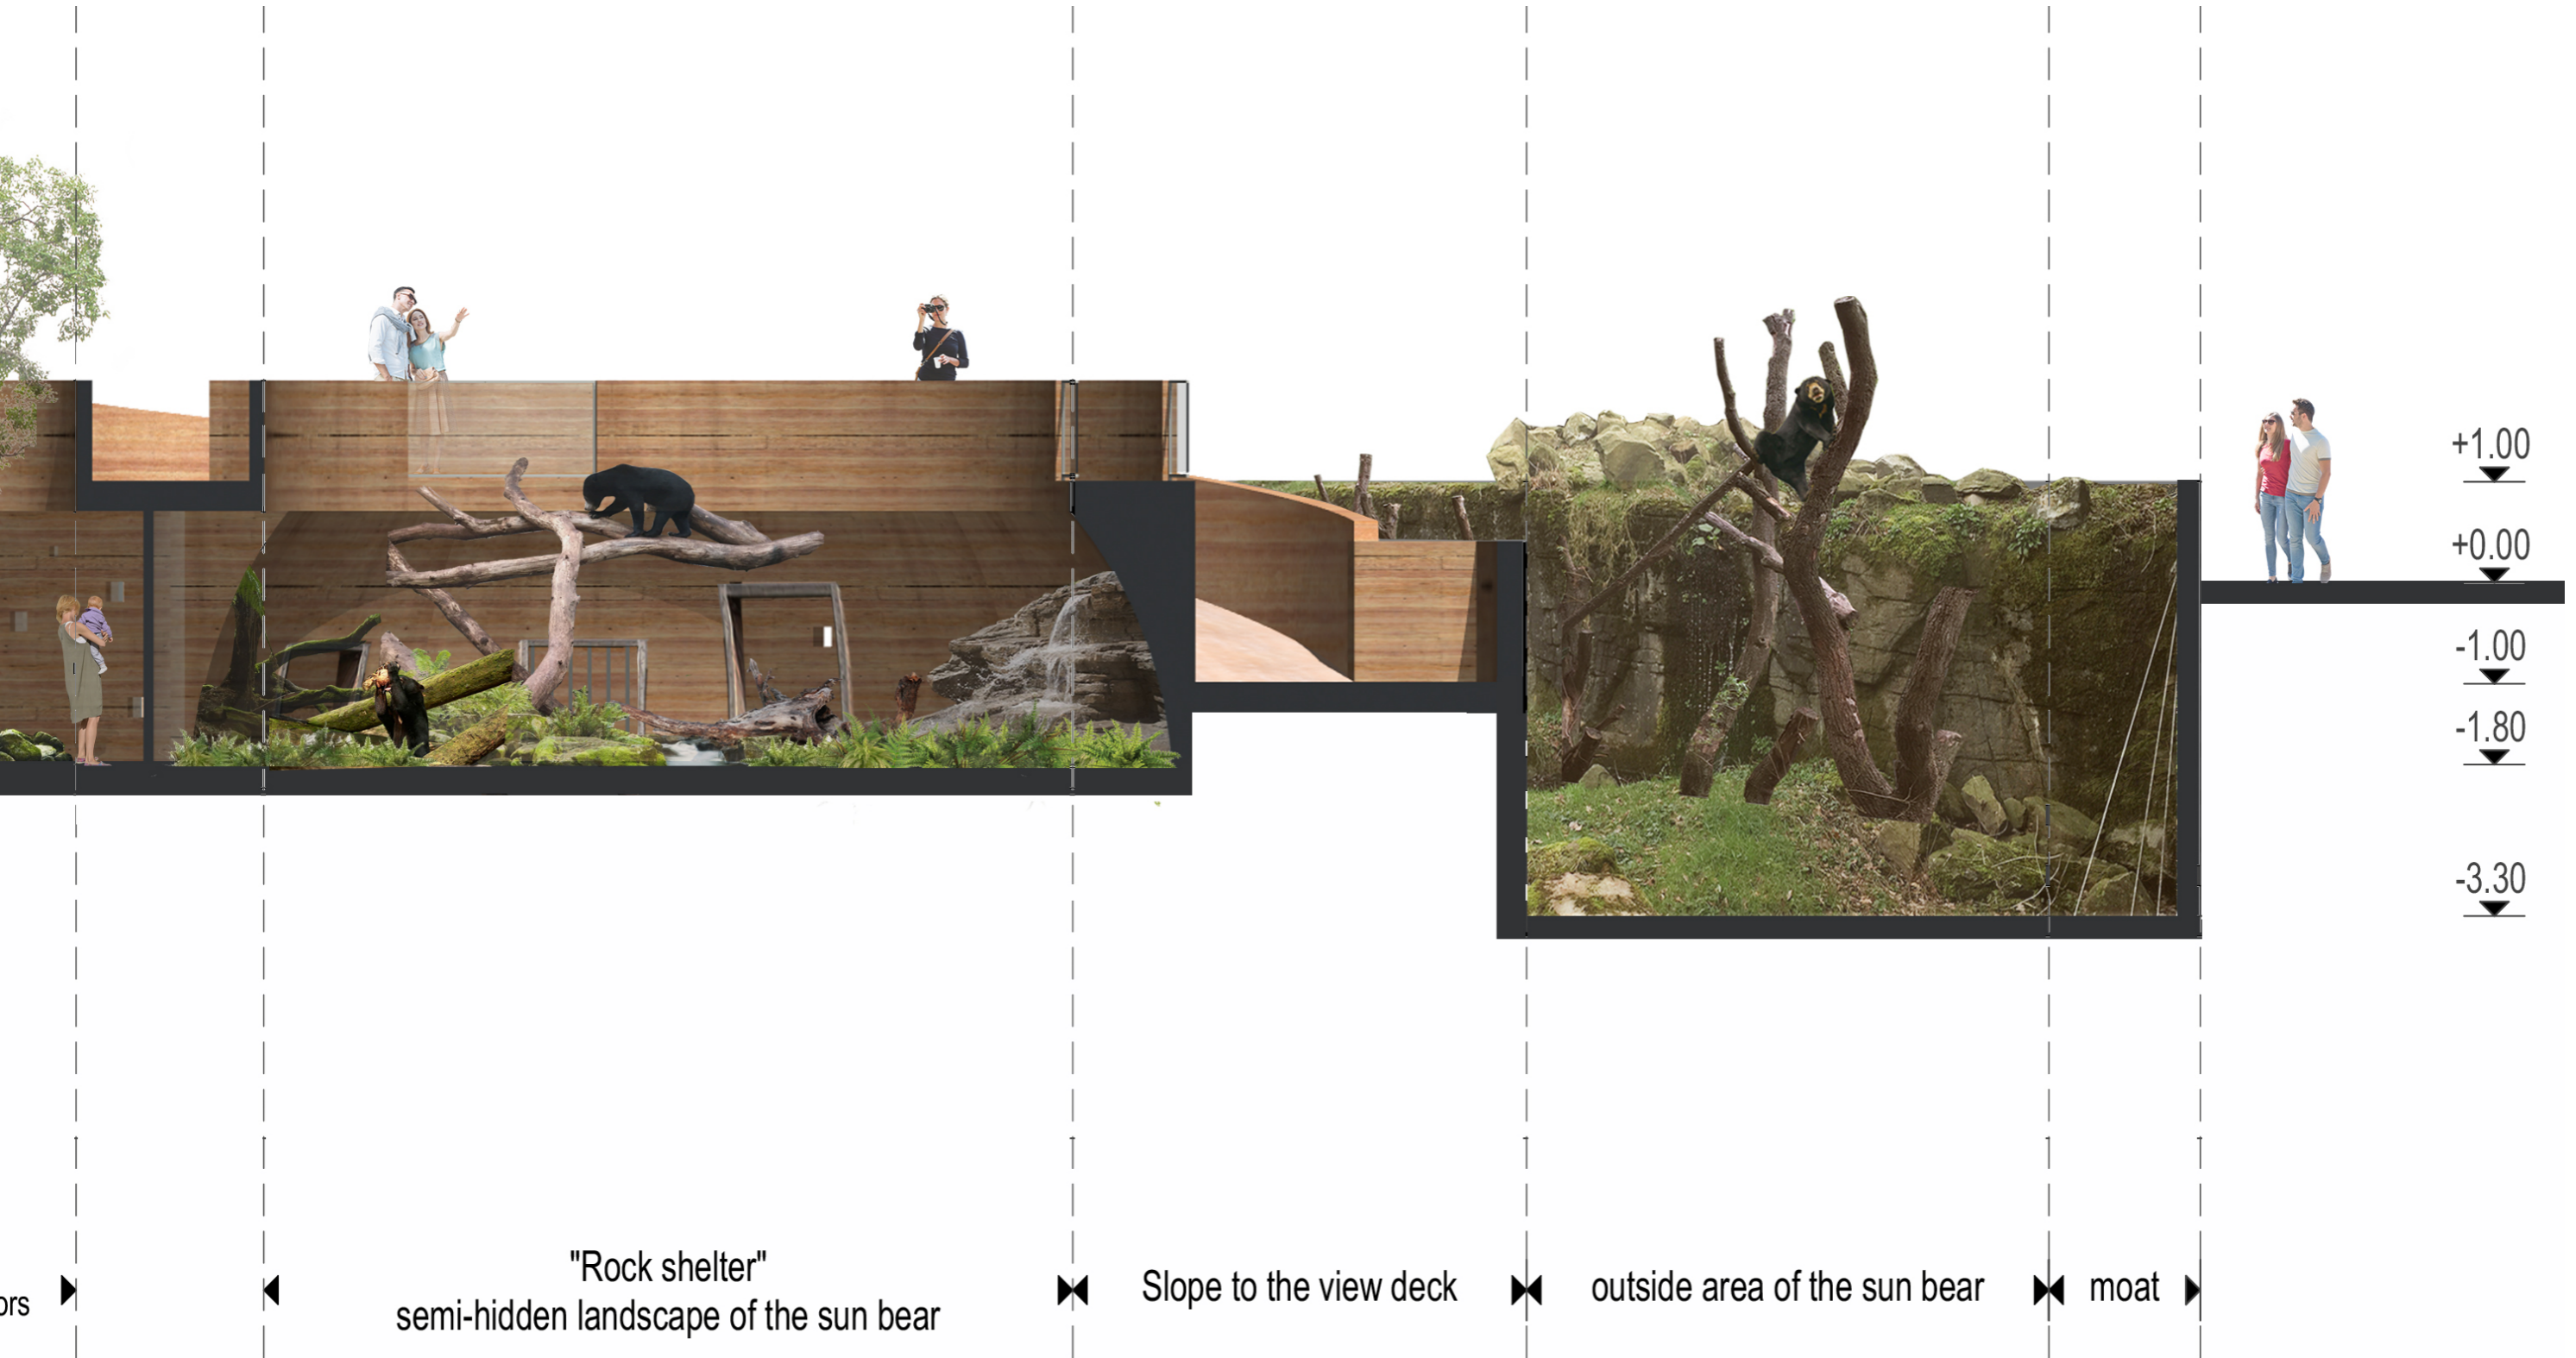 +1.00
+0.00
-1.00
-1.80
-3.30
"Rock shelter"
semi-hidden landscape of the sun bear
Slope to the view deck
outside area of the sun bear
moat